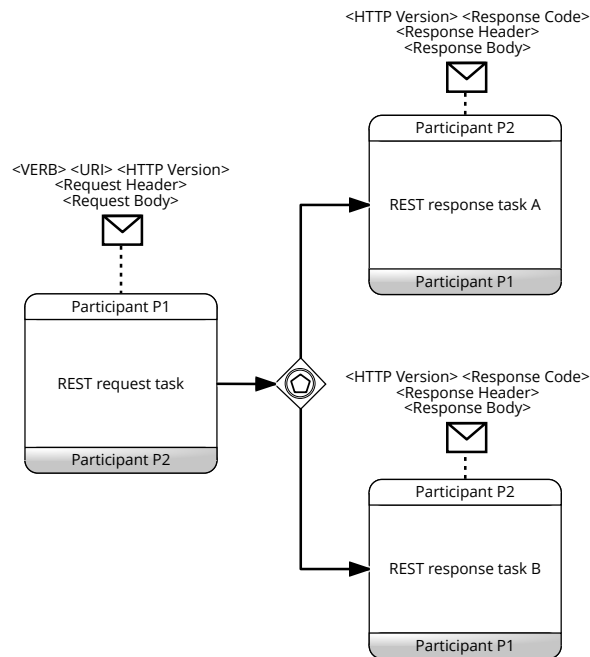 <HTTP Version> <Response Code>
<Response Header>
<Response Body>
Participant P2
REST response task A
Participant P1
<VERB> <URI> <HTTP Version>
<Request Header>
<Request Body>
Participant P1
REST request task
Participant P2
<HTTP Version> <Response Code>
<Response Header>
<Response Body>
Participant P2
REST response task B
Participant P1